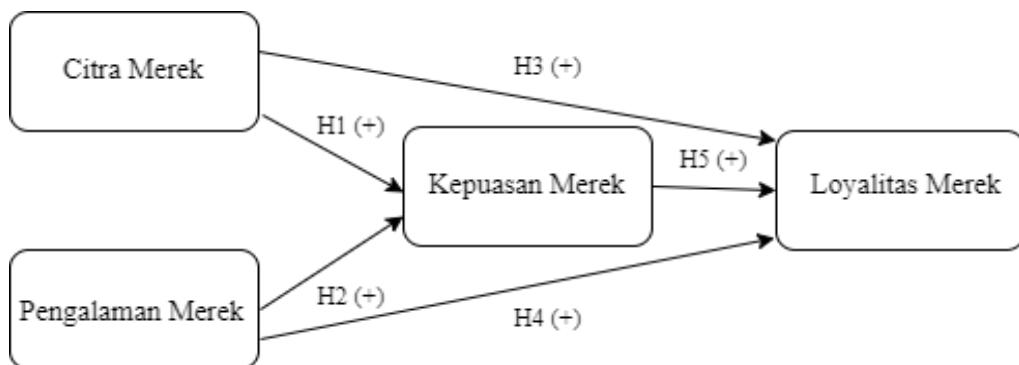 Citra Merek
H3 (+)
H1 (+)
Kepuasan Merek
H5 (+)
Loyalitas Merek
Pengalaman Merek
H2 (+)
H4 (+)